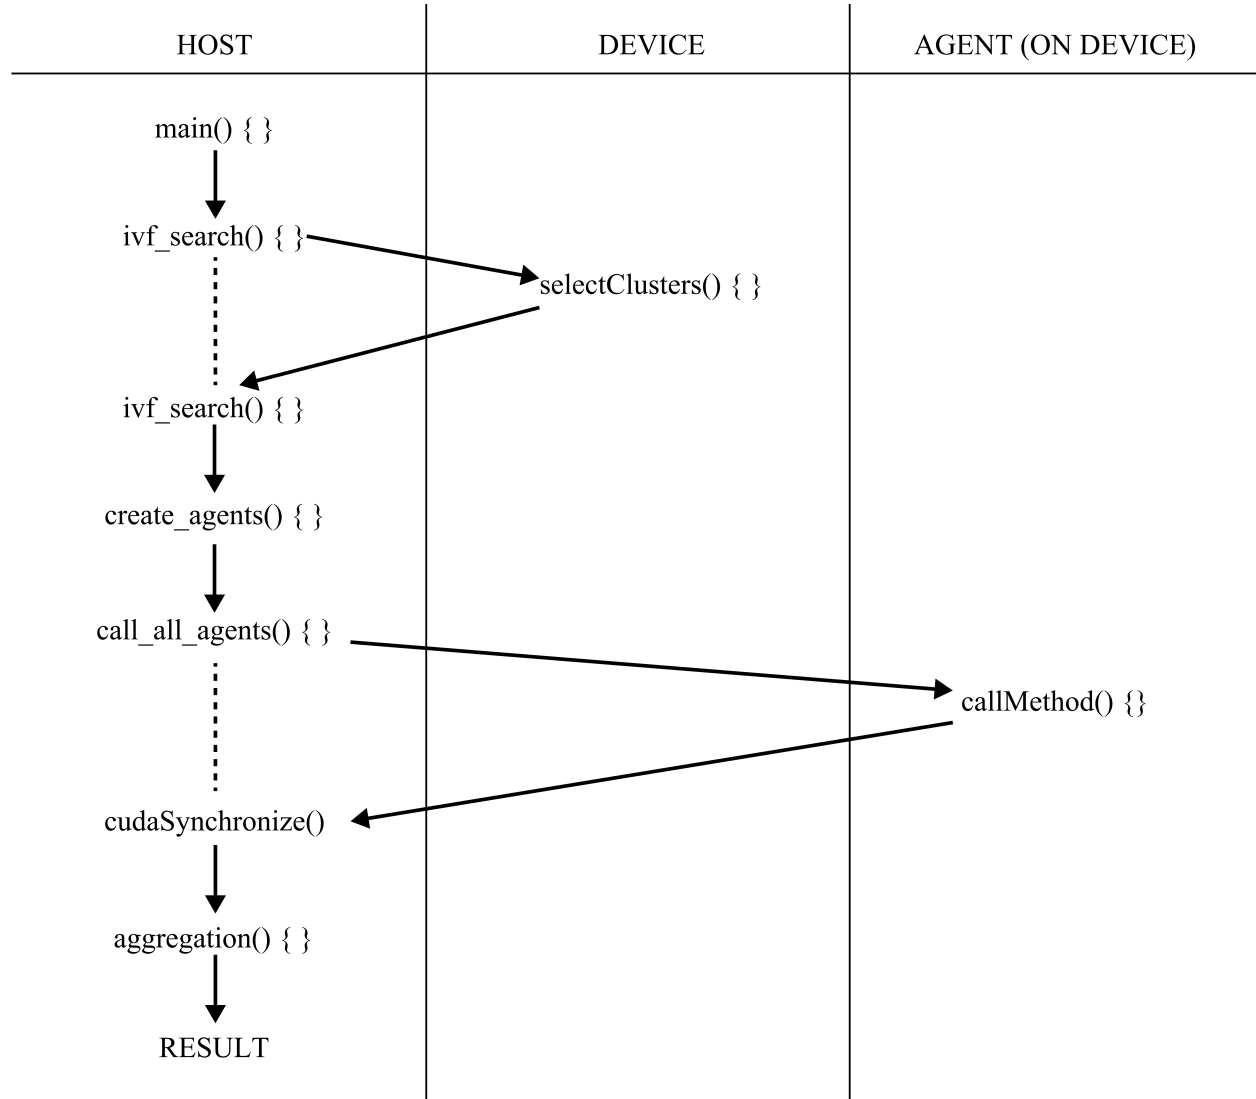 HOST
DEVICE
AGENT (ON DEVICE)
main() { }
ivf_search() { }
selectClusters() { }
ivf_search() { }
create_agents() { }
call_all_agents() { }
callMethod() {}
cudaSynchronize()
aggregation() { }
RESULT